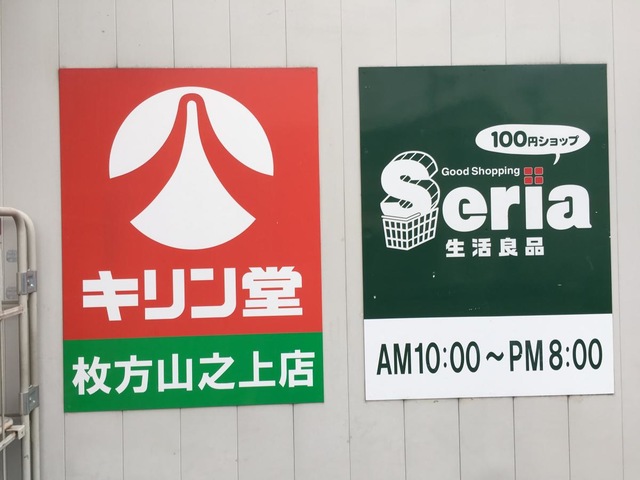 キリン堂
枚方山之上店
100円ショップ
Good Shopping
Seria
生活良品
AM10:00～PM8:00